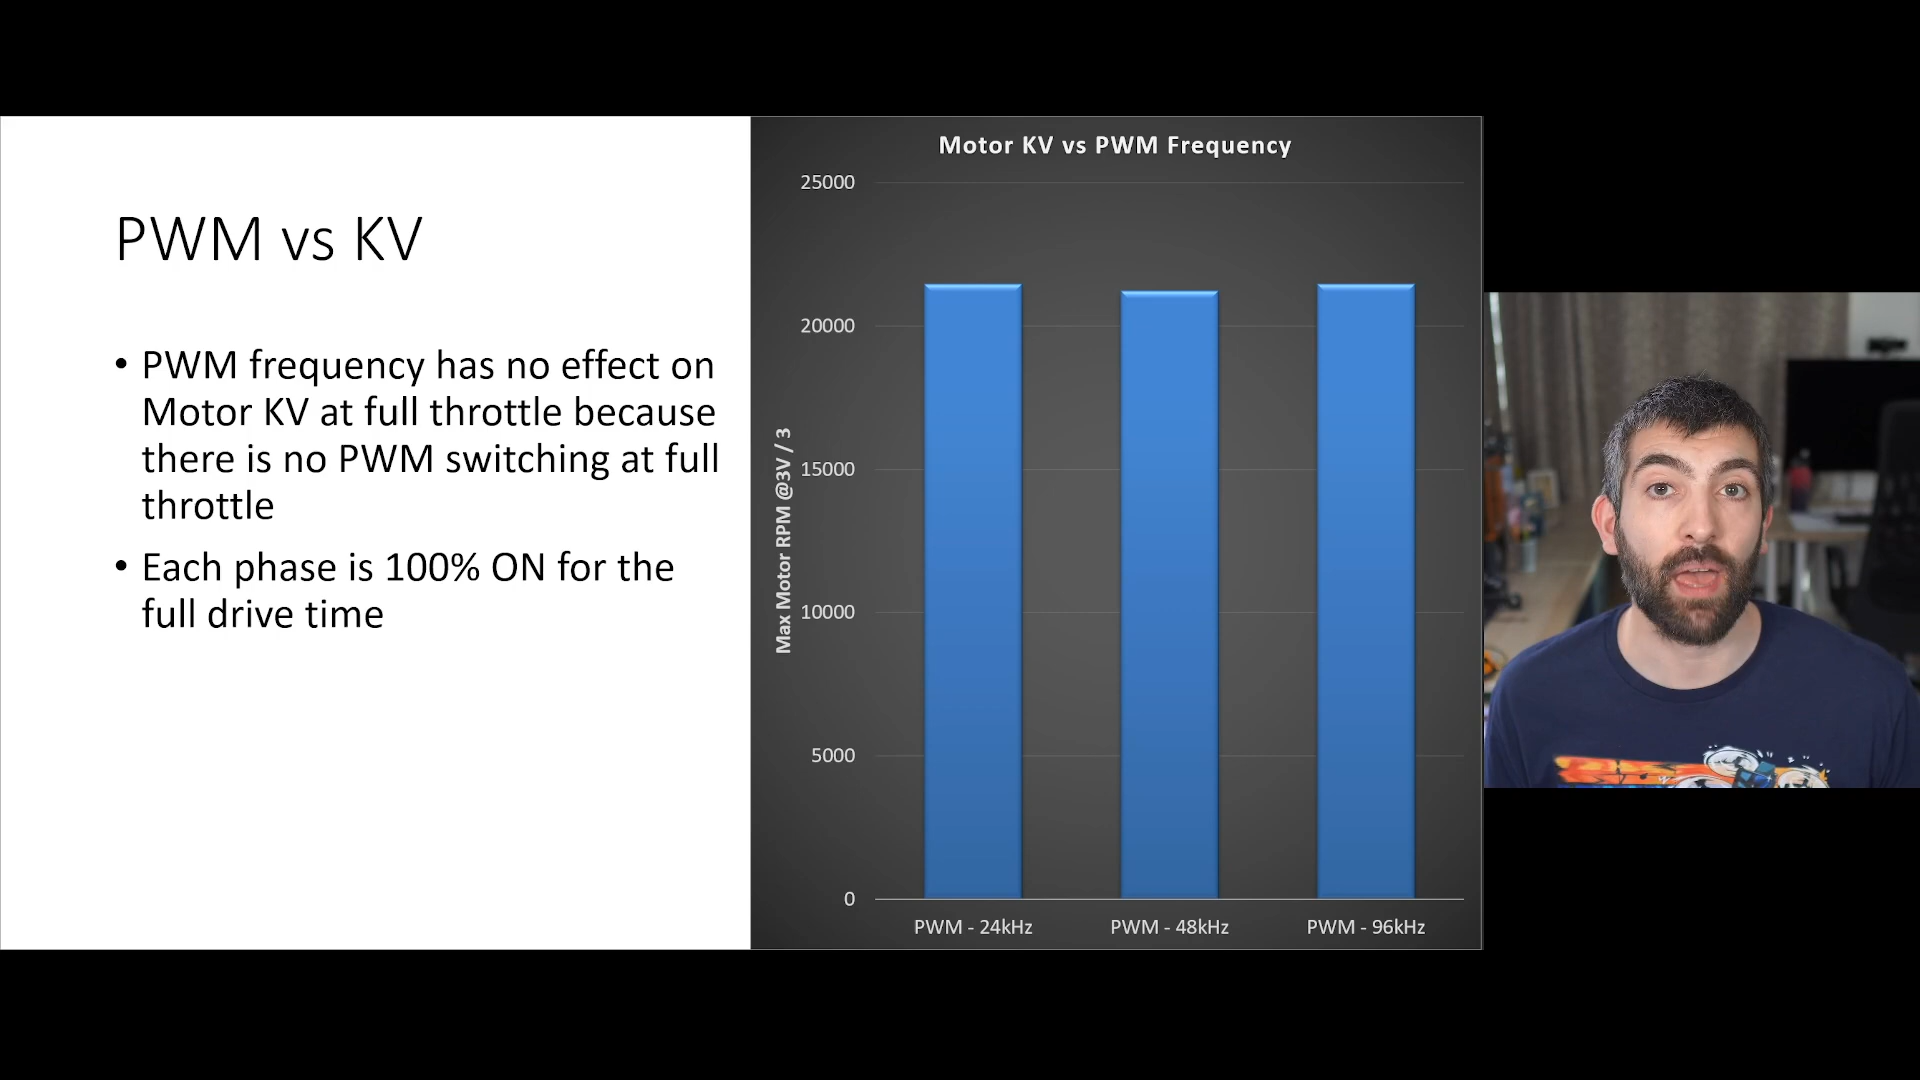 PWM vs KV
• PWM frequency has no effect on
Motor KV at full throttle because
there is no PWM switching at full
throttle
• Each phase is 100% ON for the
full drive time
Motor KV vs PWM Frequency
Max Motor RPM @3V / 3
25000
20000
15000
10000
5000
0
PWM - 24kHz
PWM - 48kHz
PWM - 96kHz